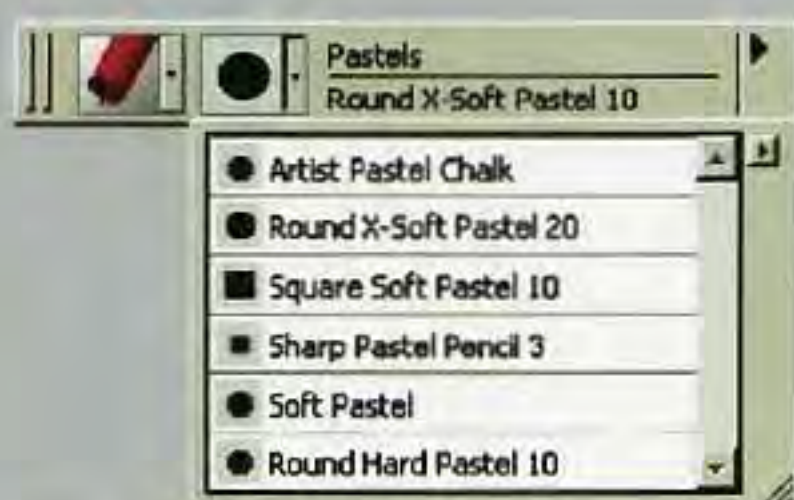 Pastels
Round X-Soft Pastel 10
Artist Pastel Chalk
Round X-Soft Pastel 20
Square Soft Pastel 10
Sharp Pastel Pencil 3
Soft Pastel
Round Hard Pastel 10